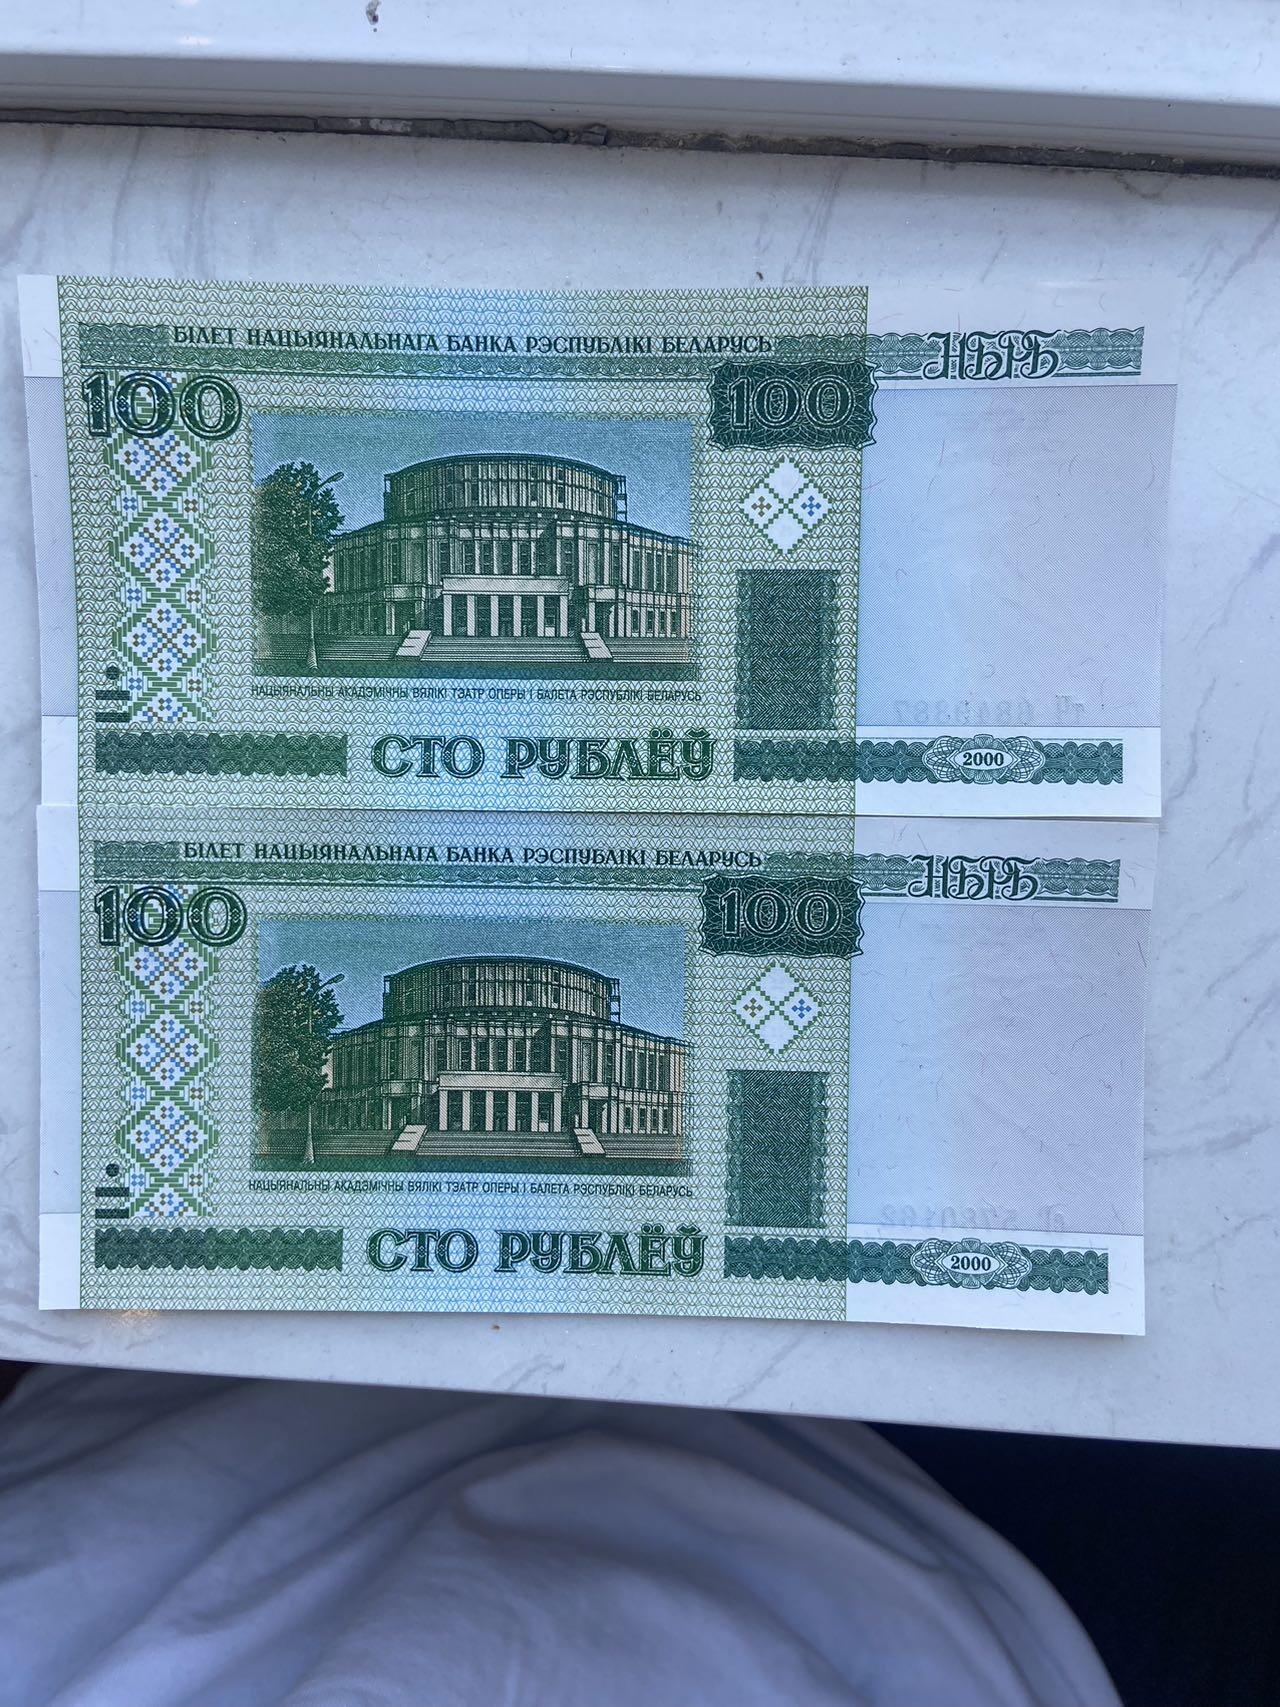 БІЛЕТ НАЦЫЯНАЛЬНАГА БАНКА РЭСПУБЛІКІ БЕЛАРУСЬ
НБРБ
100
100
НАЦЫЯНАЛЬНЫ АКАДЭМІЧНЫ ВЯЛІКІ ТЭАТР ОПЕРЫ І БАЛЕТА РЭСПУБЛІКІ БЕЛАРУСЬ
СТО РУБЛЁЎ
2000
БІЛЕТ НАЦЫЯНАЛЬНАГА БАНКА РЭСПУБЛІКІ БЕЛАРУСЬ
НБРБ
100
100
НАЦЫЯНАЛЬНЫ АКАДЭМІЧНЫ ВЯЛІКІ ТЭАТР ОПЕРЫ І БАЛЕТА РЭСПУБЛІКІ БЕЛАРУСЬ
СТО РУБЛЁЎ
2000